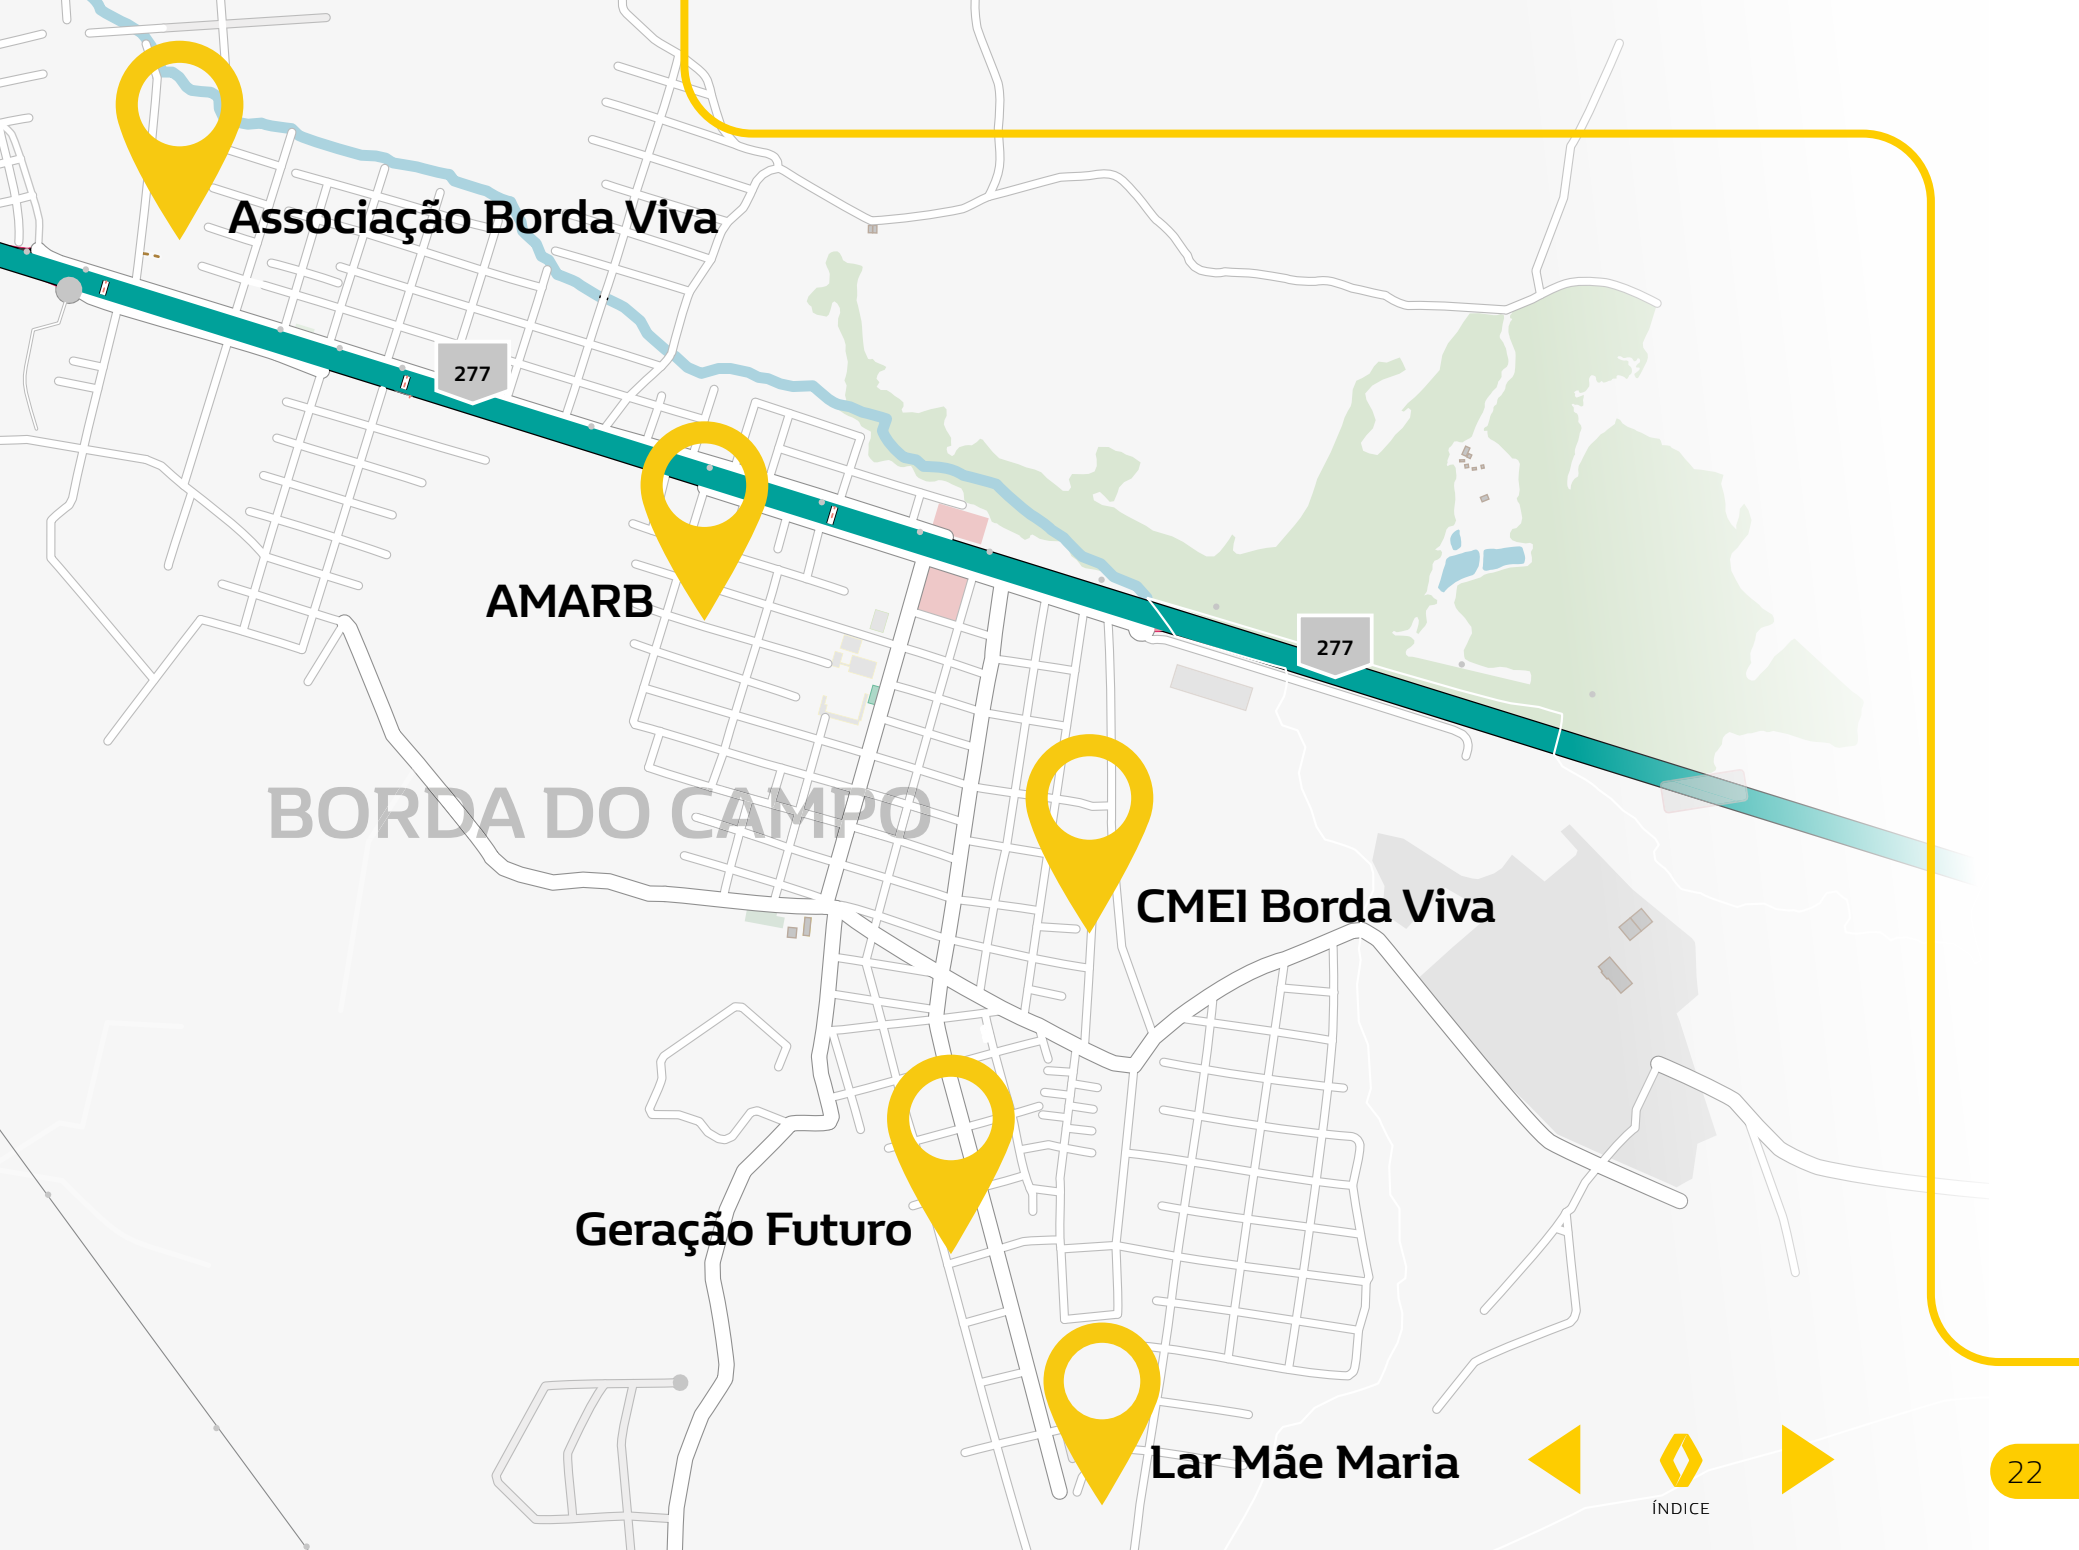 Associação Borda Viva
277
AMARB
277
BORDA DO CAMPO
CMEI Borda Viva
Geração Futuro
Lar Mãe Maria
ÍNDICE
22